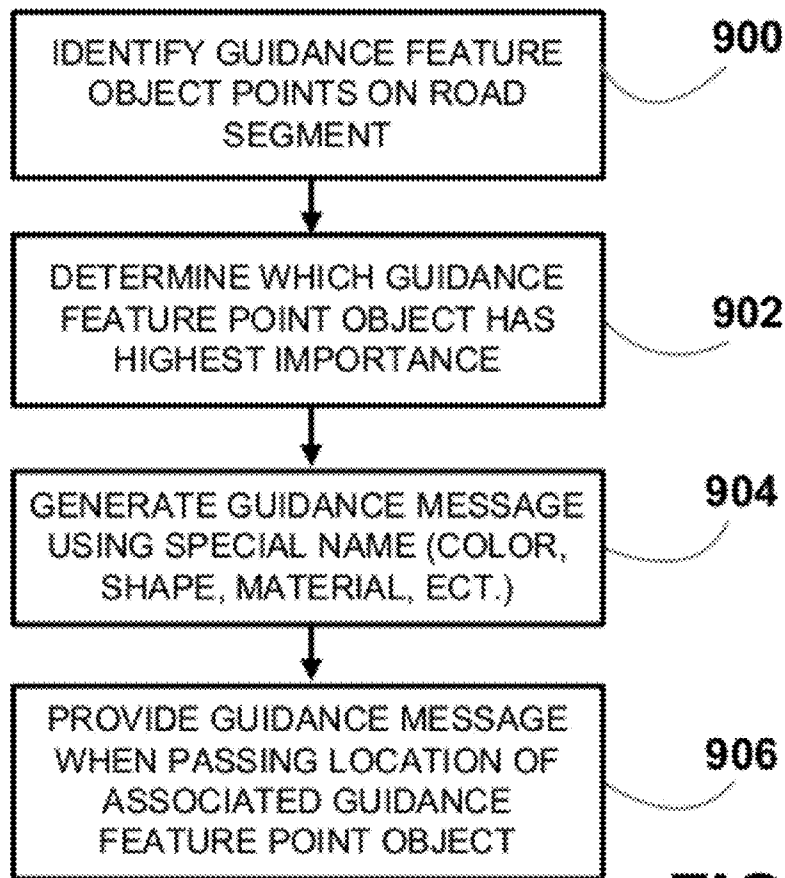 IDENTIFY GUIDANCE FEATURE
OBJECT POINTS ON ROAD
SEGMENT
900
DETERMINE WHICH GUIDANCE
FEATURE POINT OBJECT HAS
HIGHEST IMPORTANCE
902
GENERATE GUIDANCE MESSAGE
USING SPECIAL NAME (COLOR,
SHAPE, MATERIAL, ECT.)
904
PROVIDE GUIDANCE MESSAGE
WHEN PASSING LOCATION OF
ASSOCIATED GUIDANCE
FEATURE POINT OBJECT
906